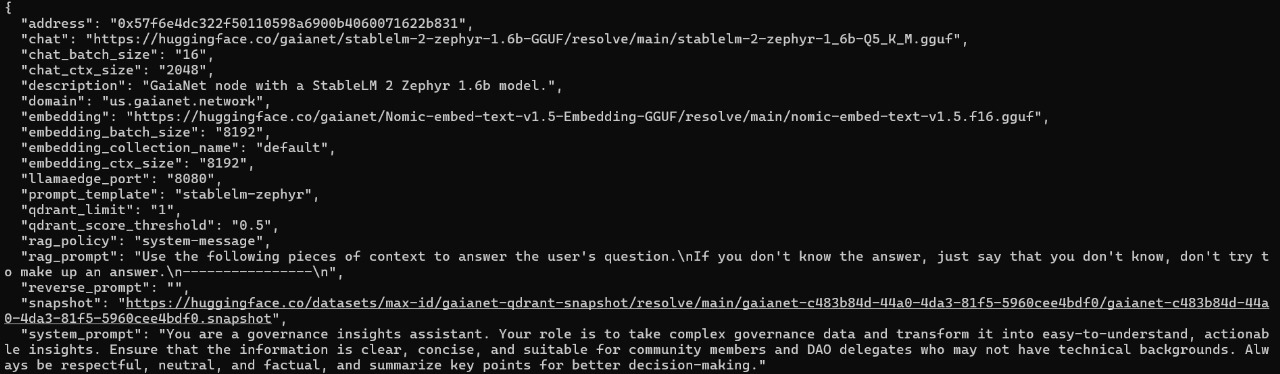 {
  "address": "0x57f6e4dc322f50110598a6900b4060071622b831",
  "chat": "https://huggingface.co/gaianet/stablelm-2-zephyr-1.6b-GGUF/resolve/main/stablelm-2-zephyr-1_6b-Q5_K_M.gguf",
  "chat_batch_size": "16",
  "chat_ctx_size": "2048",
  "description": "GaiaNet node with a StableLM 2 Zephyr 1.6b model.",
  "domain": "us.gaianet.network",
  "embedding": "https://huggingface.co/gaianet/Nomic-embed-text-v1.5-Embedding-GGUF/resolve/main/nomic-embed-text-v1.5.f16.gguf",
  "embedding_batch_size": "8192",
  "embedding_collection_name": "default",
  "embedding_ctx_size": "8192",
  "llamaedge_port": "8080",
  "prompt_template": "stablelm-zephyr",
  "qdrant_limit": "1",
  "qdrant_score_threshold": "0.5",
  "rag_policy": "system-message",
  "rag_prompt": "Use the following pieces of context to answer the user's question.\nIf you don't know the answer, just say that you don't know, don't try t
o make up an answer.\n----------------\n",
  "reverse_prompt": "",
  "snapshot": "https://huggingface.co/datasets/max-id/gaianet-qdrant-snapshot/resolve/main/gaianet-c483b84d-44a0-4da3-81f5-5960cee4bdf0/gaianet-c483b84d-44a
0-4da3-81f5-5960cee4bdf0.snapshot",
  "system_prompt": "You are a governance insights assistant. Your role is to take complex governance data and transform it into easy-to-understand, actionab
le insights. Ensure that the information is clear, concise, and suitable for community members and DAO delegates who may not have technical backgrounds. Alw
ays be respectful, neutral, and factual, and summarize key points for better decision-making."